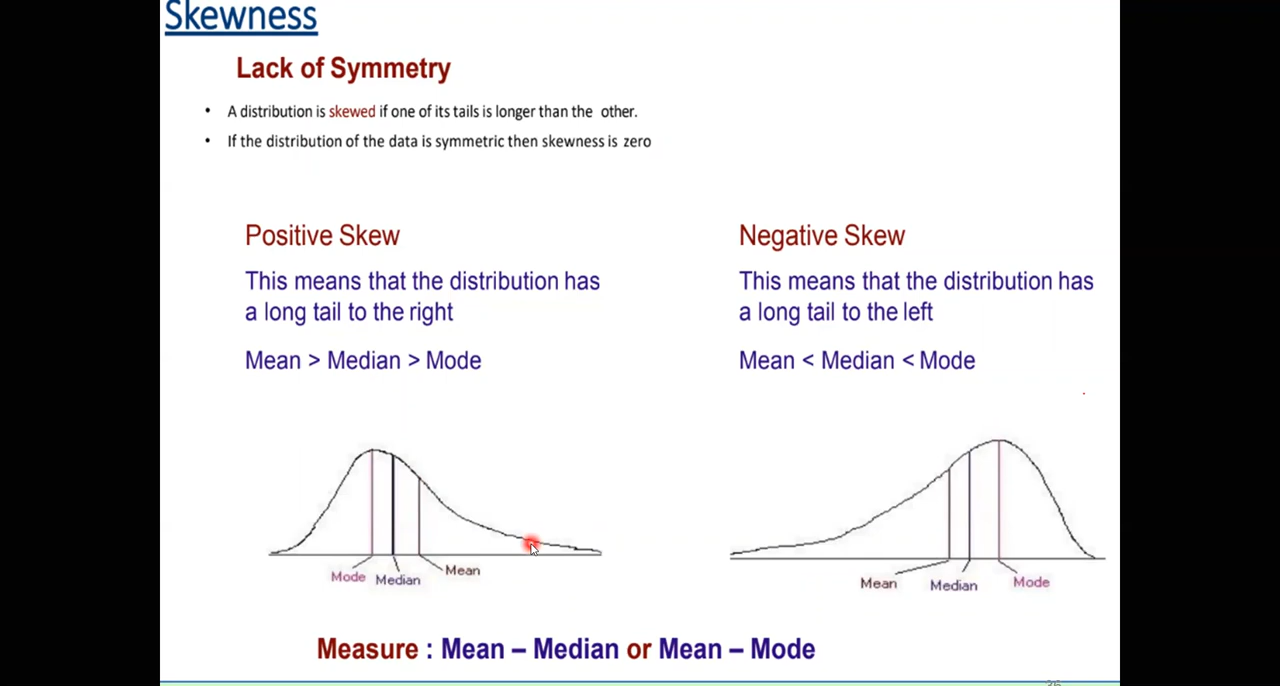 Skewness
Lack of Symmetry
• A distribution is skewed if one of its tails is longer than the other.
• If the distribution of the data is symmetric then skewness is zero
Positive Skew
This means that the distribution has
a long tail to the right
Mean > Median > Mode
Negative Skew
This means that the distribution has
a long tail to the left
Mean < Median < Mode
Mode Median Mean
Mean Median Mode
Measure : Mean – Median or Mean – Mode